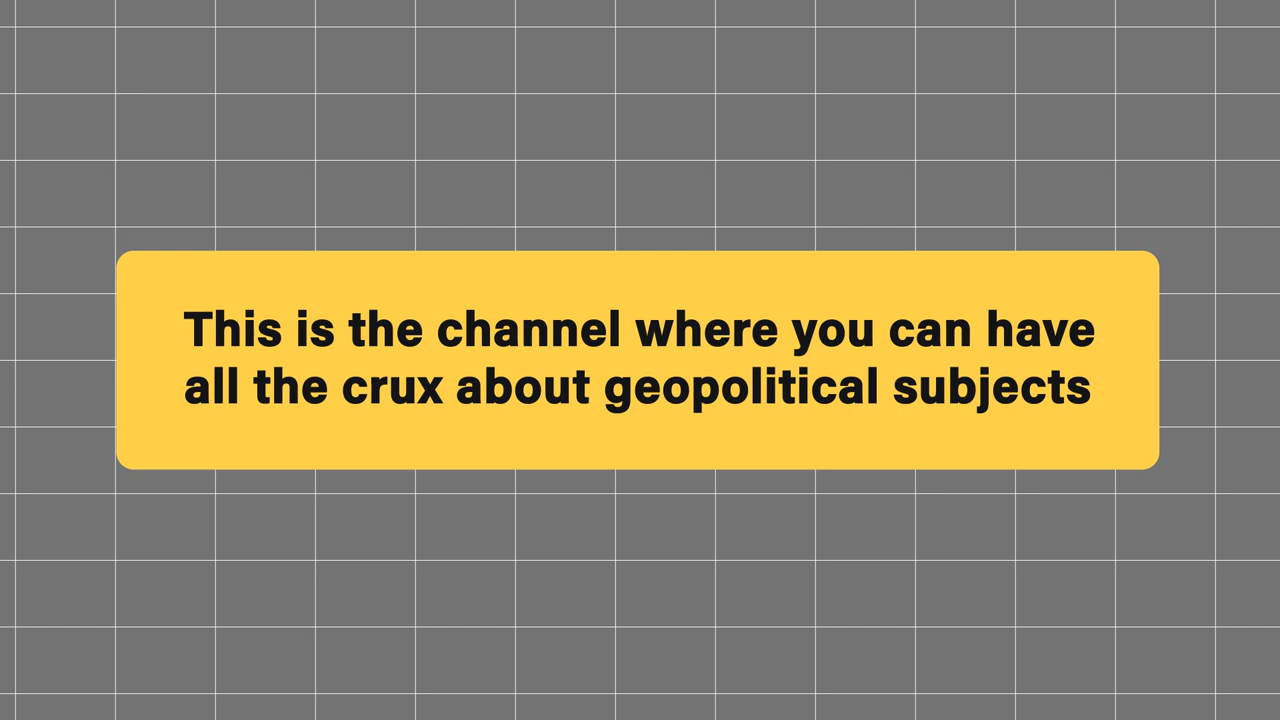 This is the channel where you can have
all the crux about geopolitical subjects